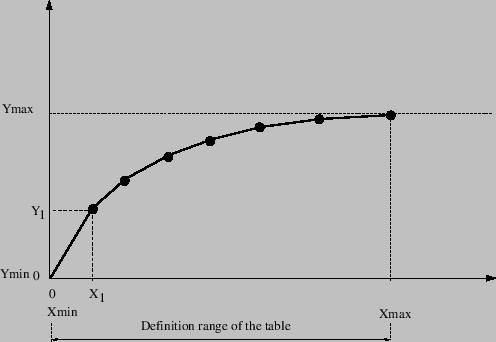 Ymax
Y1
Ymin 0
0 X1
Xmin Xmax
Definition range of the table